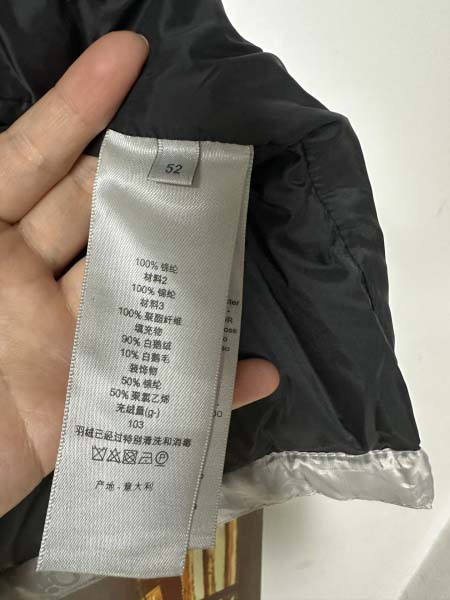 52
100% 锦纶
材料2
100% 锦纶
材料3
100% 聚酯纤维
填充物
90% 白鹅绒
10% 白鹅毛
装饰物
50% 锦纶
50% 聚氯乙烯
充绒量(g-)
103
羽绒已经过特别清洗和消毒
产地 - 意大利